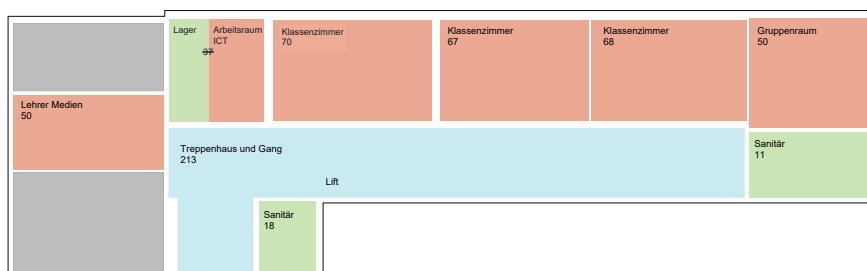 Lager
Arbeitsraum
ICT
37
Klassenzimmer
70
Klassenzimmer
67
Klassenzimmer
68
Gruppenraum
50
Lehrer Medien
50
Treppenhaus und Gang
213
Lift
Sanitär
11
Sanitär
18